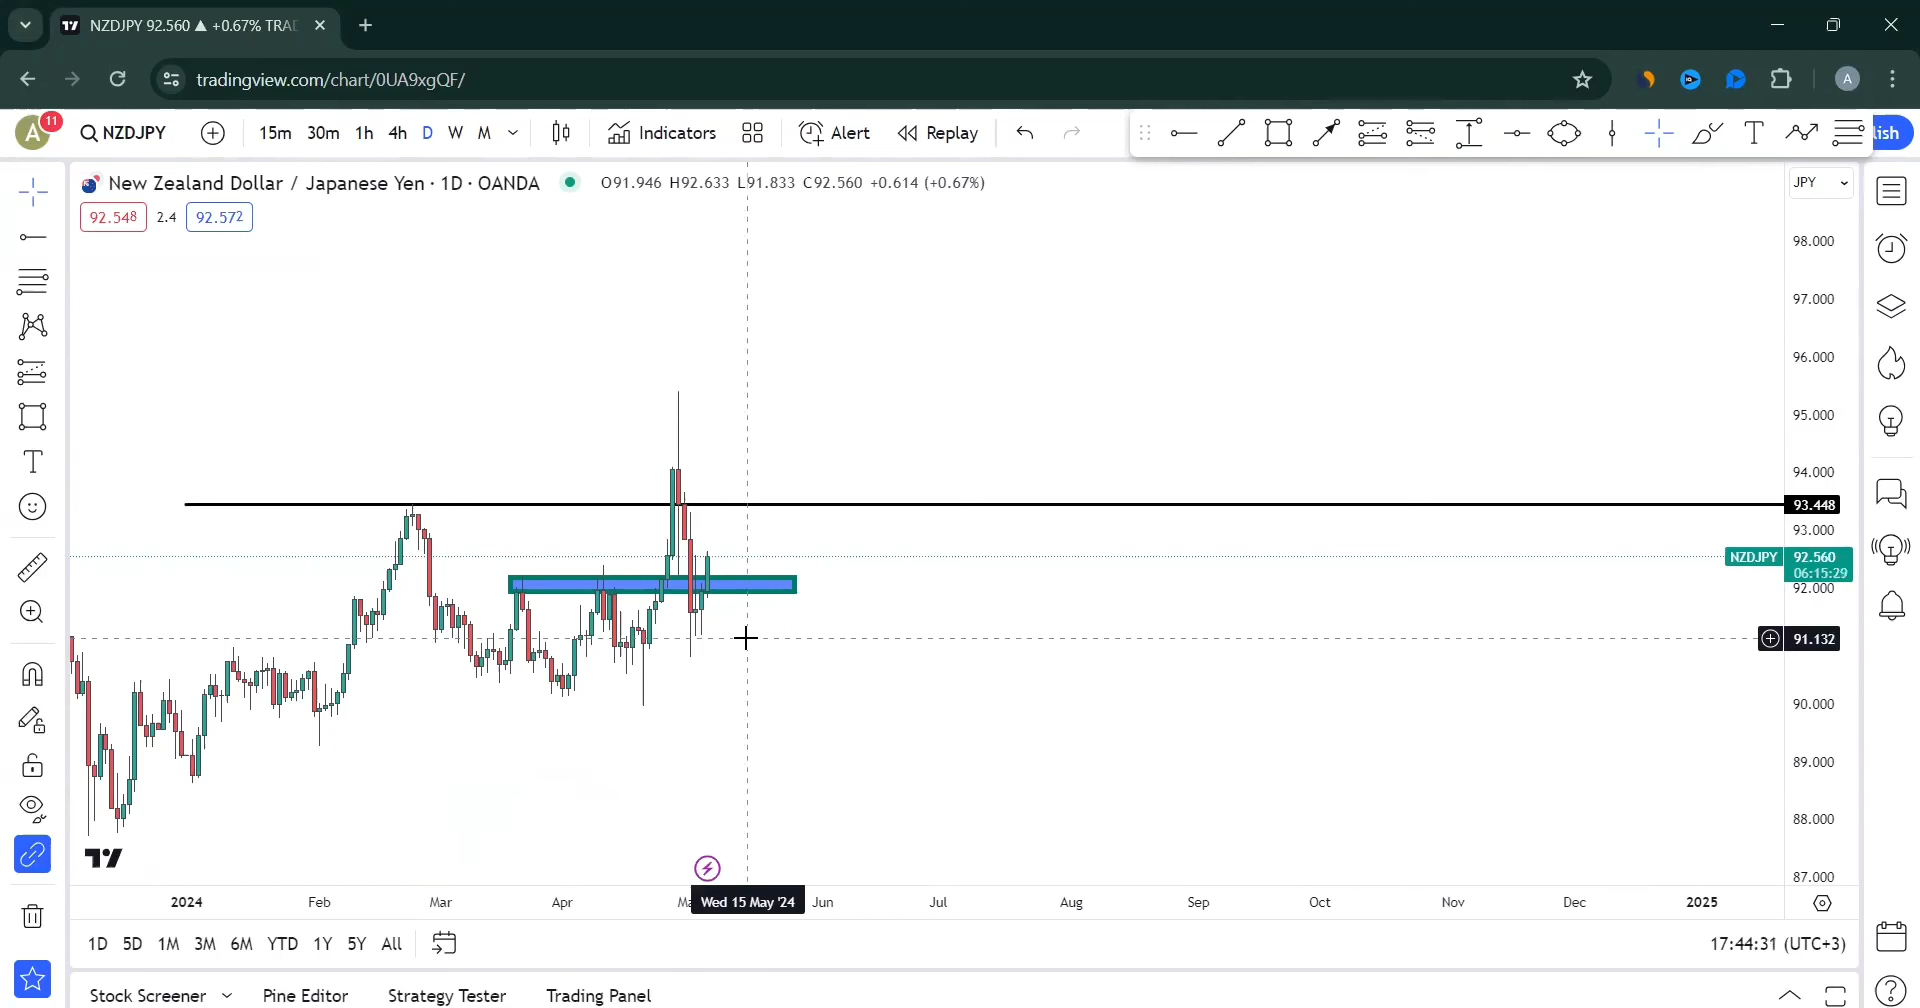 NZDJPY 92.560 ▲ +0.67% TRAD
tradingview.com/chart/0UA9xgQF/
A
A
11
NZDJPY
15m 30m 1h 4h D W M
Indicators
Alert
Replay
lish
New Zealand Dollar / Japanese Yen · 1D · OANDA
O91.946 H92.633 L91.833 C92.560 +0.614 (+0.67%)
JPY
92.548 2.4 92.572
98.000
97.000
96.000
95.000
94.000
93.448
93.000
NZDJPY 92.560
06:15:29
92.000
91.132
90.000
89.000
88.000
87.000
2024 Feb Mar Apr Ma Wed 15 May '24 Jun Jul Aug Sep Oct Nov Dec 2025
1D 5D 1M 3M 6M YTD 1Y 5Y All
17:44:31 (UTC+3)
Stock Screener Pine Editor Strategy Tester Trading Panel